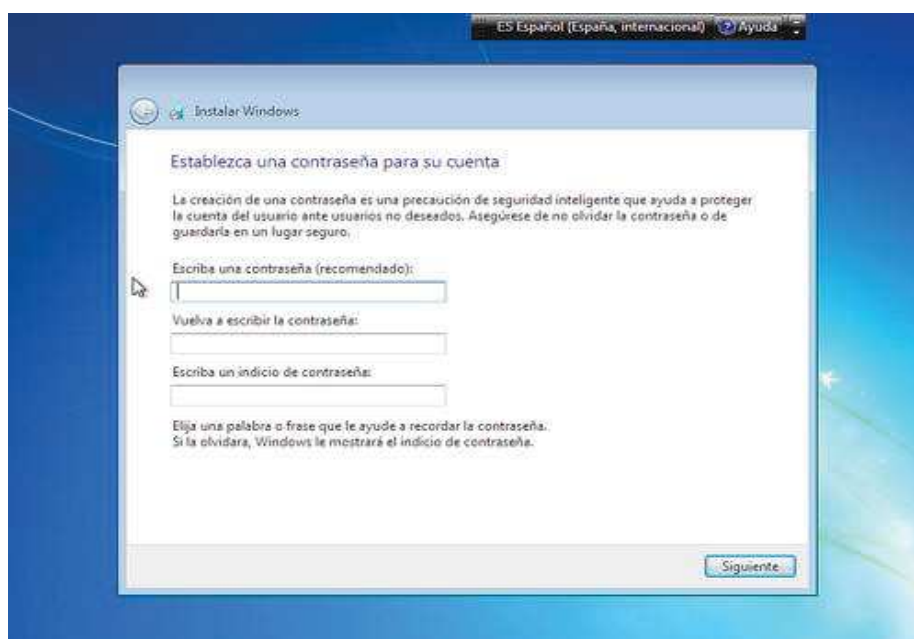 ES Español (España, internacional) Ayuda
Instalar Windows
Establezca una contraseña para su cuenta
La creación de una contraseña es una precaución de seguridad inteligente que ayuda a proteger
la cuenta del usuario ante usuarios no deseados. Asegúrese de no olvidar la contraseña o de
guardarla en un lugar seguro.
Escriba una contraseña (recomendado):
Vuelva a escribir la contraseña:
Escriba un indicio de contraseña:
Elija una palabra o frase que le ayude a recordar la contraseña.
Si la olvidara, Windows le mostrará el indicio de contraseña.
Siguiente